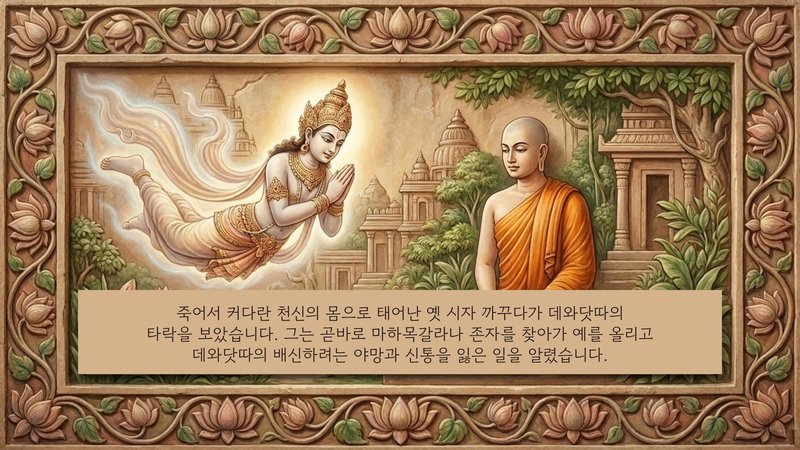 죽어서 커다란 천신의 몸으로 태어난 옛 시자 까꾸다가 데와닷따의
타락을 보았습니다. 그는 곧바로 마하목갈라나 존자를 찾아가 예를 올리고
데와닷따의 배신하려는 야망과 신통을 잃은 일을 알렸습니다.